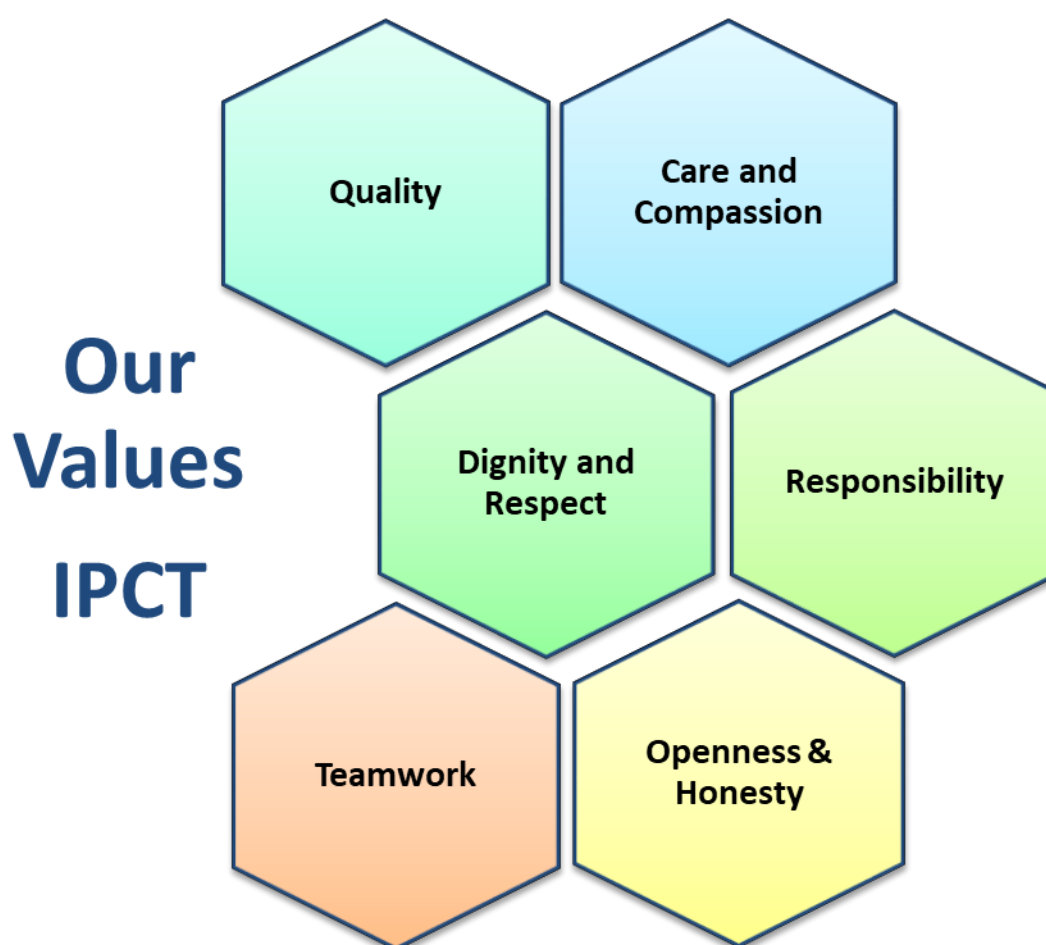 Our
Values
IPCT
Quality
Care and
Compassion
Dignity and
Respect
Responsibility
Teamwork
Openness &
Honesty